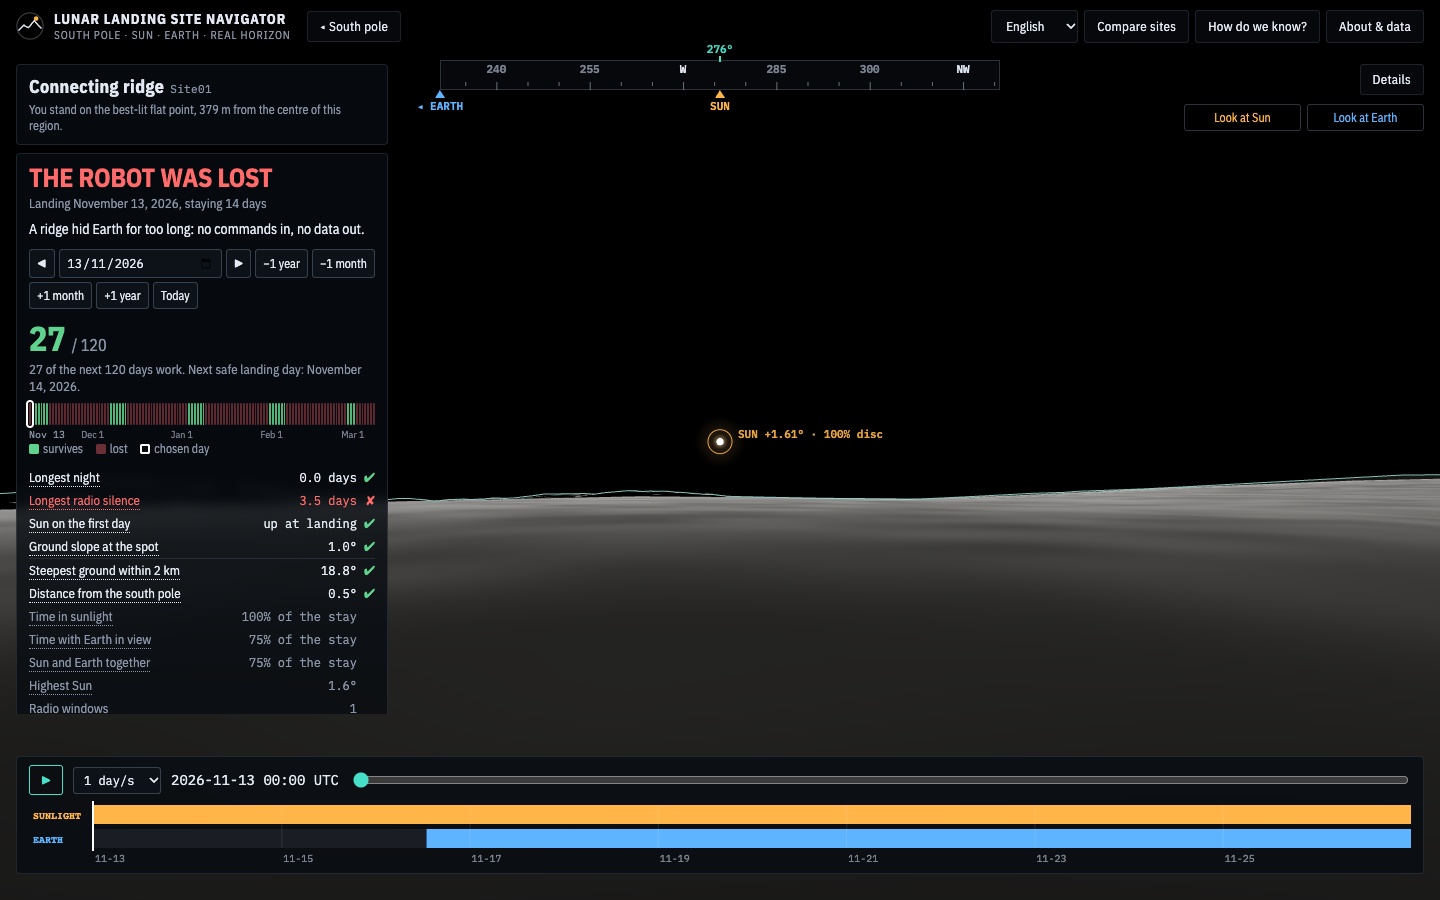 LUNAR LANDING SITE NAVIGATOR
SOUTH POLE · SUN · EARTH · REAL HORIZON
◂ South pole
English
Compare sites
How do we know?
About & data
276°
240 255 W 285 300 NW
◂ EARTH
SUN
Details
Look at Sun
Look at Earth
Connecting ridge Site01
You stand on the best-lit flat point, 379 m from the centre of this
region.
THE ROBOT WAS LOST
Landing November 13, 2026, staying 14 days
A ridge hid Earth for too long: no commands in, no data out.
◀ 13/11/2026 ▶ −1 year −1 month
+1 month +1 year Today
27 / 120
27 of the next 120 days work. Next safe landing day: November
14, 2026.
Nov 13 Dec 1 Jan 1 Feb 1 Mar 1
survives lost chosen day
Longest night 0.0 days ✔
Longest radio silence 3.5 days ✘
Sun on the first day up at landing ✔
Ground slope at the spot 1.0° ✔
Steepest ground within 2 km 18.8° ✔
Distance from the south pole 0.5° ✔
Time in sunlight 100% of the stay
Time with Earth in view 75% of the stay
Sun and Earth together 75% of the stay
Highest Sun 1.6°
Radio windows 1
SUN +1.61° · 100% disc
▶ 1 day/s 2026-11-13 00:00 UTC
SUNLIGHT
EARTH
11-13 11-15 11-17 11-19 11-21 11-23 11-25